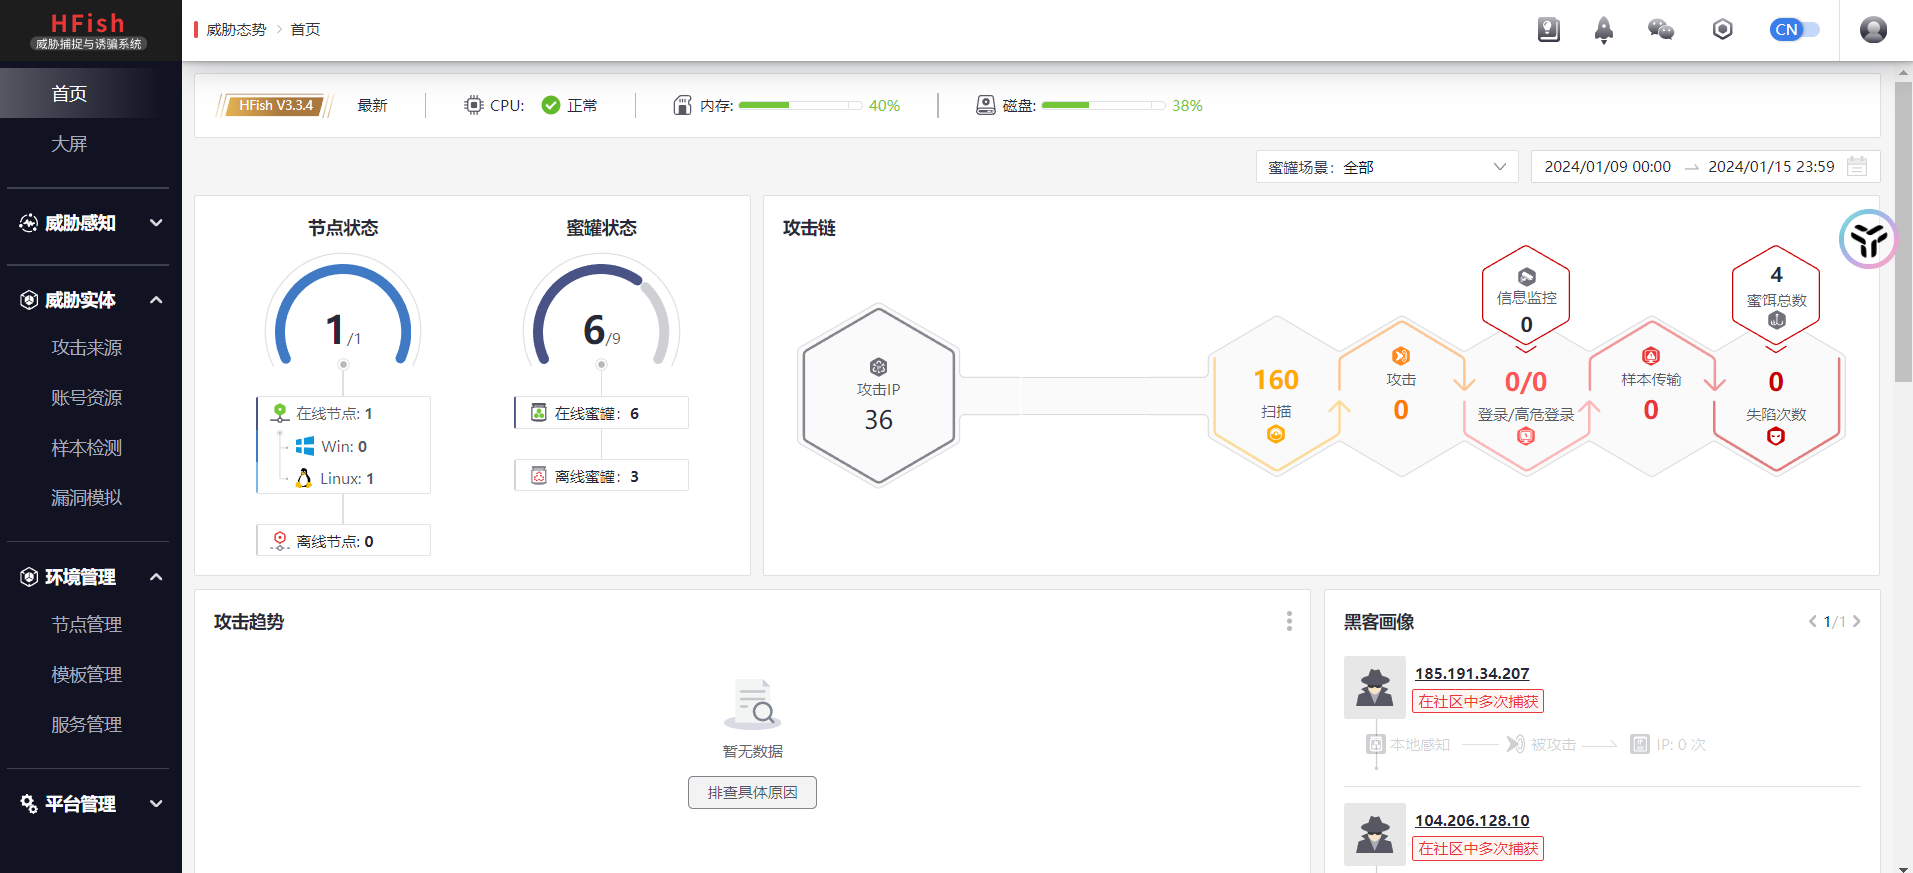 HFish
威胁捕捉与诱骗系统
威胁态势 > 首页
CN
首页
大屏
威胁感知
威胁实体
攻击来源
账号资源
样本检测
漏洞模拟
环境管理
节点管理
模板管理
服务管理
平台管理
HFish V3.3.4
最新
CPU: 正常
内存: 40%
磁盘: 38%
蜜罐场景：全部
2024/01/09 00:00 → 2024/01/15 23:59
节点状态
1/1
在线节点: 1
Win: 0
Linux: 1
离线节点: 0
蜜罐状态
6/9
在线蜜罐： 6
离线蜜罐： 3
攻击链
攻击IP
36
160
扫描
攻击
0
信息监控
0
0/0
登录/高危登录
样本传输
0
4
蜜饵总数
0
失陷次数
攻击趋势
暂无数据
排查具体原因
黑客画像
1/1
185.191.34.207
在社区中多次捕获
本地感知
被攻击
IP: 0 次
104.206.128.10
在社区中多次捕获